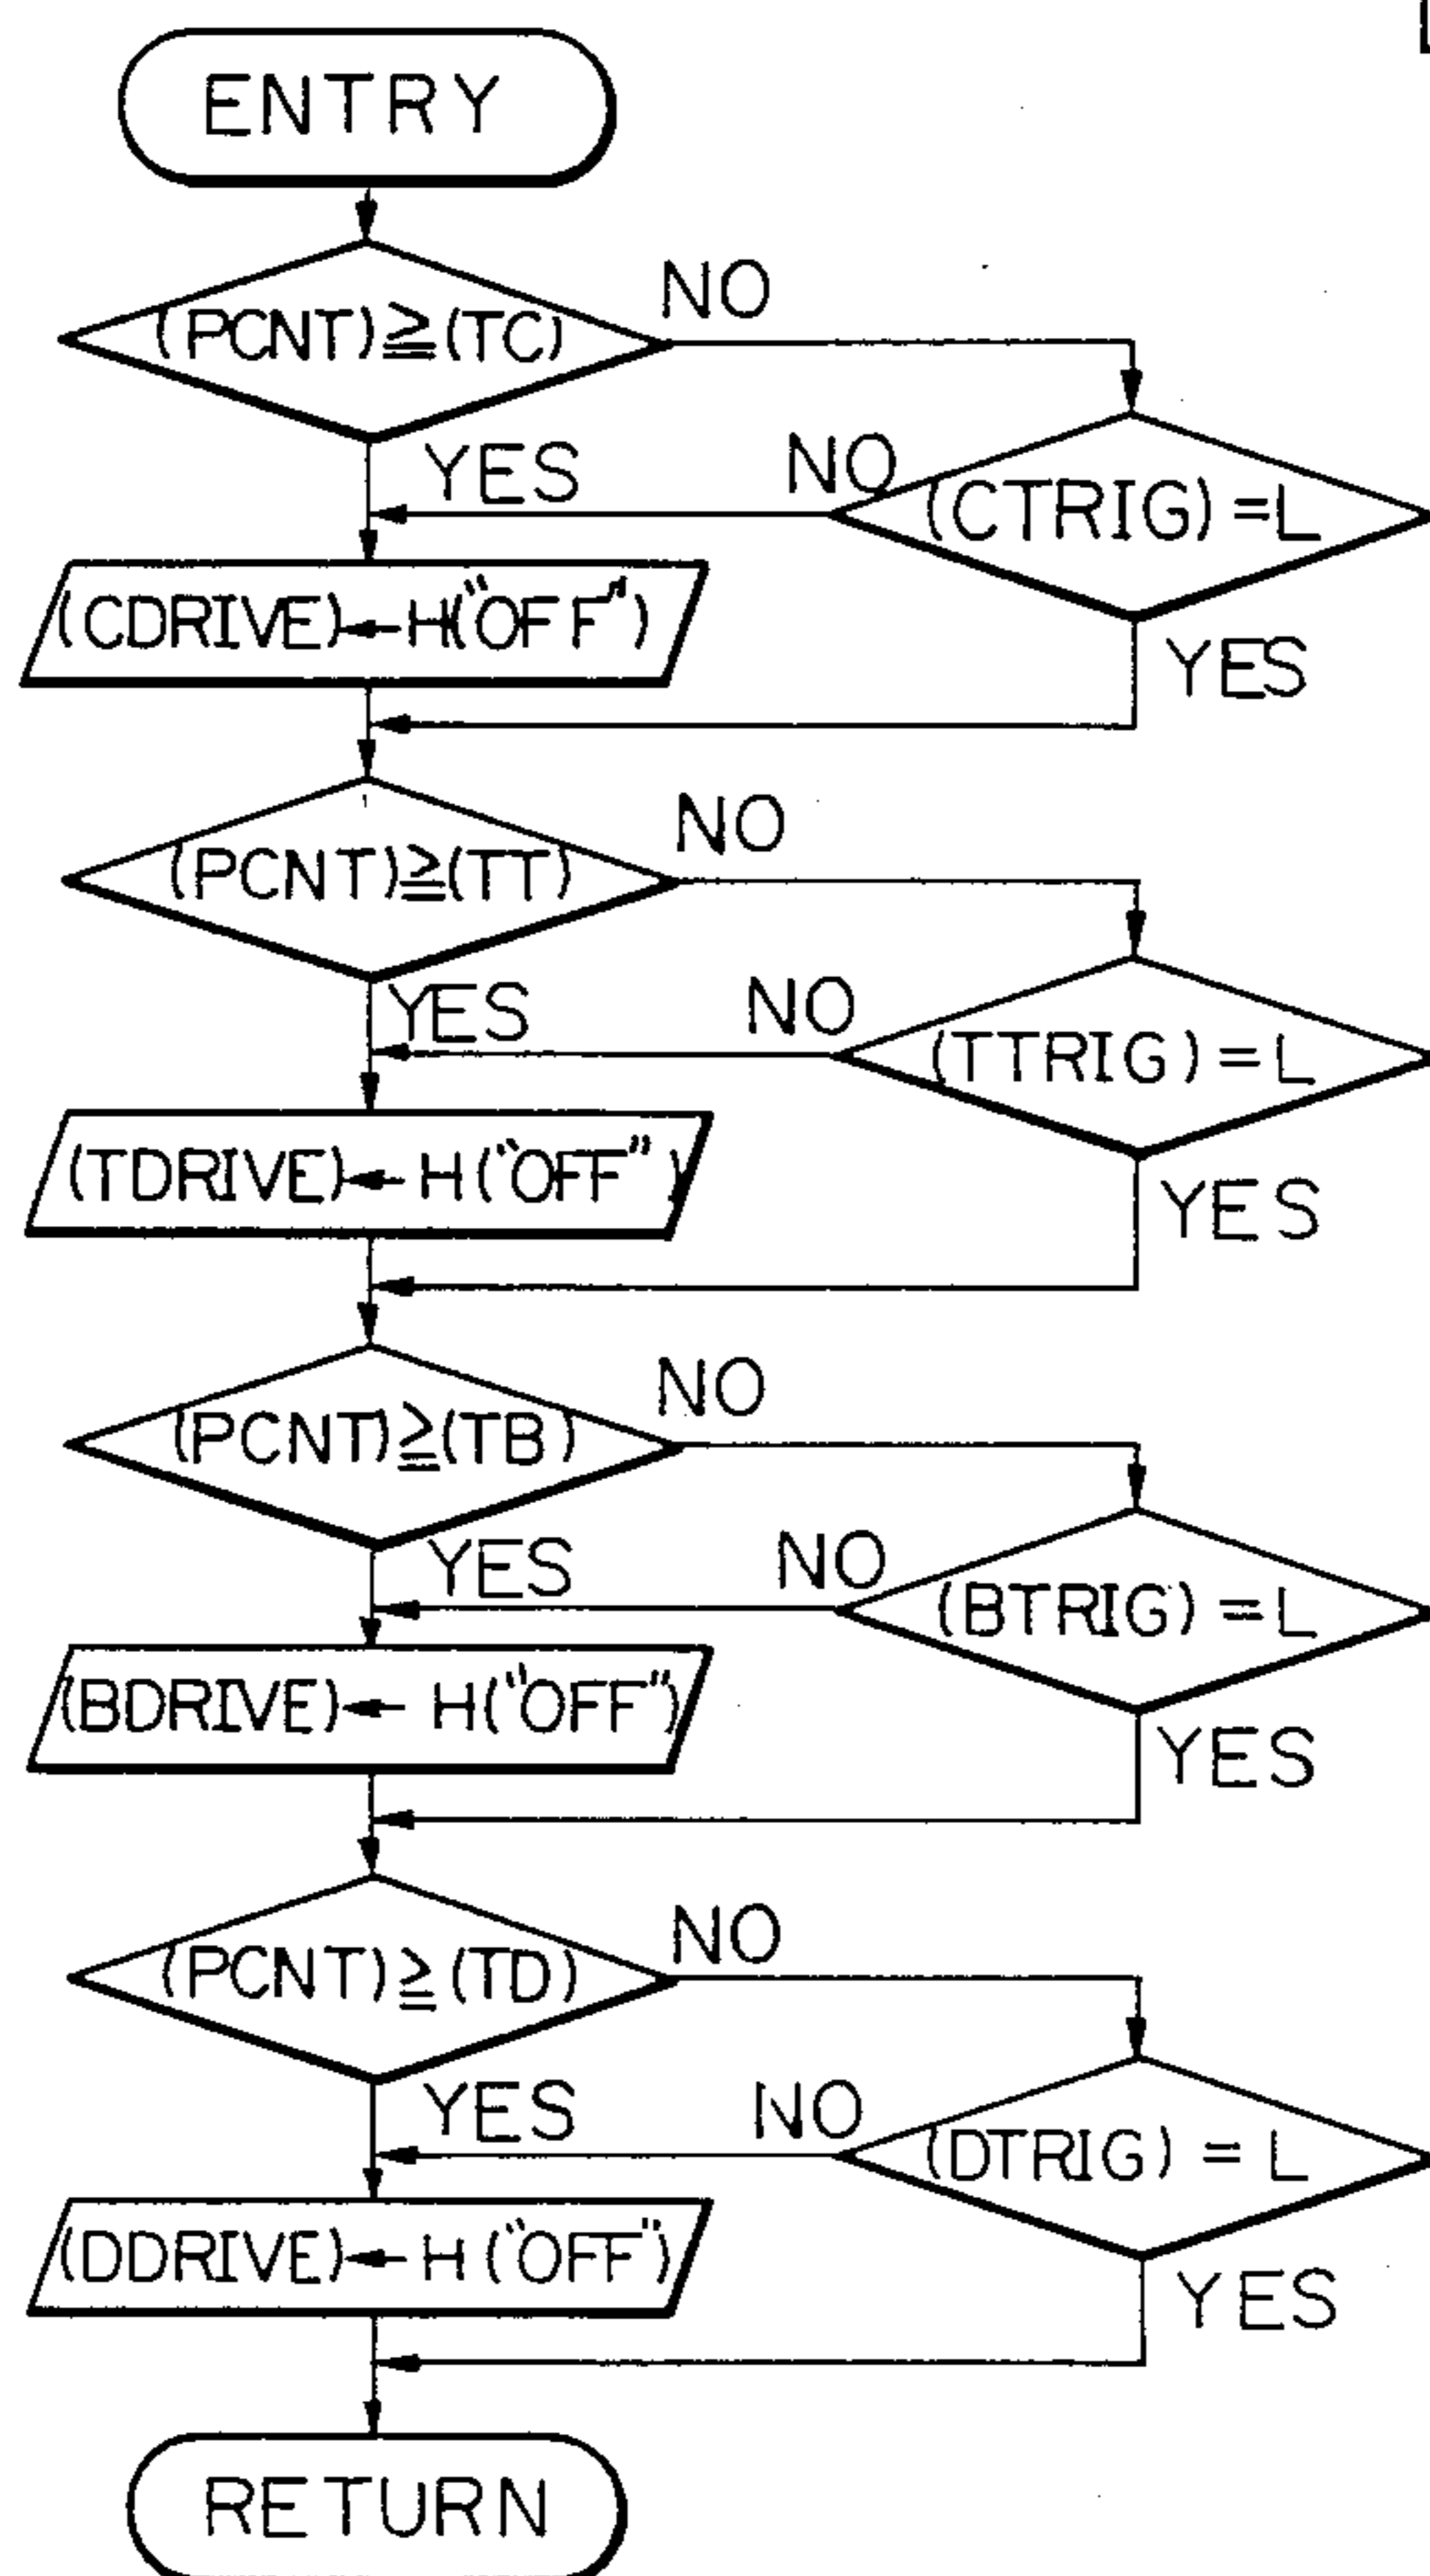 ENTRY
(PCNT)≧(TC)
NO
YES
NO
(CTRIG)=L
(CDRIVE)←H("OFF")
YES
(PCNT)≧(TT)
NO
YES
NO
(TTRIG)=L
(TDRIVE)←H("OFF")
YES
(PCNT)≧(TB)
NO
YES
NO
(BTRIG)=L
(BDRIVE)←H("OFF")
YES
(PCNT)≧(TD)
NO
YES
NO
(DTRIG)=L
(DDRIVE)←H("OFF")
YES
RETURN